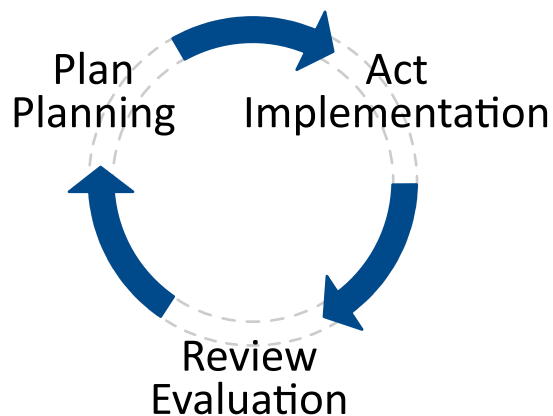 Plan
Planning
Act
Implementation
Review
Evaluation